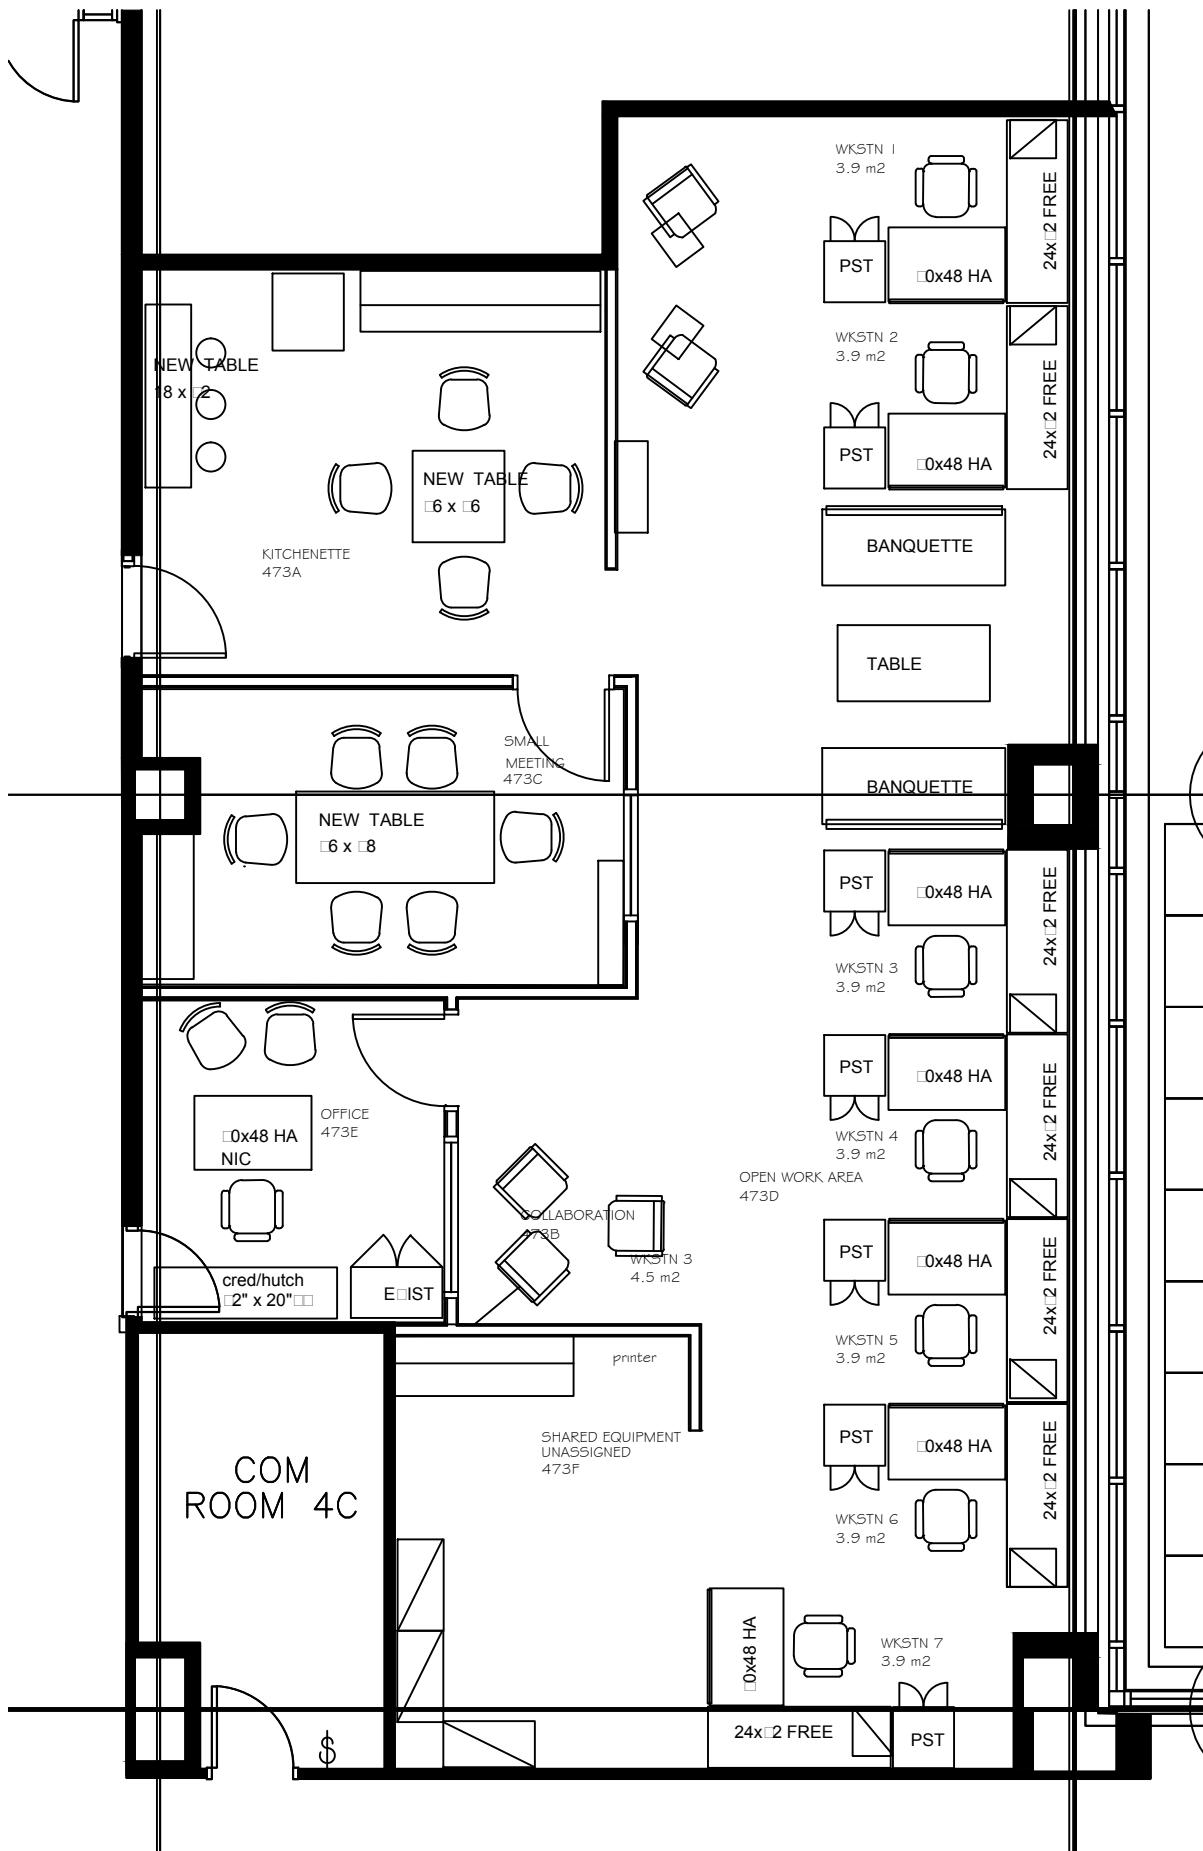 WKSTN 1
3.9 m2
24x□2 FREE
PST
□0x48 HA
WKSTN 2
3.9 m2
24x□2 FREE
PST
□0x48 HA
NEW TABLE
18 x □2
NEW TABLE
□6 x □6
KITCHENETTE
473A
BANQUETTE
TABLE
BANQUETTE
SMALL
MEETING
473C
NEW TABLE
□6 x □8
PST
□0x48 HA
24x□2 FREE
WKSTN 3
3.9 m2
PST
□0x48 HA
24x□2 FREE
WKSTN 4
3.9 m2
OFFICE
473E
□0x48 HA
NIC
OPEN WORK AREA
473D
COLLABORATION
473B
WKSTN 3
4.5 m2
PST
□0x48 HA
24x□2 FREE
cred/hutch
□2" x 20"□□
E□IST
WKSTN 5
3.9 m2
printer
PST
□0x48 HA
24x□2 FREE
SHARED EQUIPMENT
UNASSIGNED
473F
COM
ROOM 4C
WKSTN 6
3.9 m2
□0x48 HA
WKSTN 7
3.9 m2
24x□2 FREE
PST
$